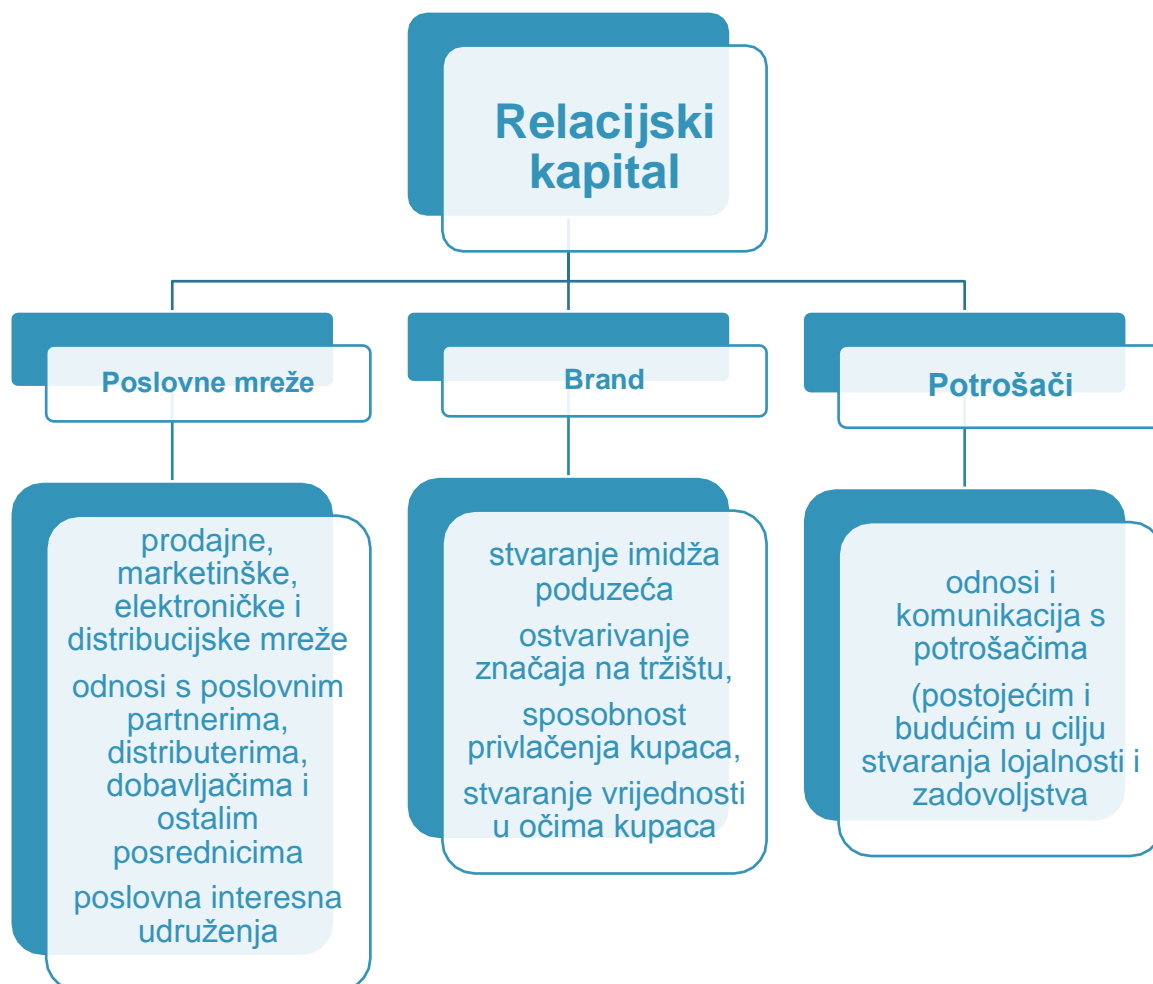 Relacijski
kapital
Poslovne mreže
Brand
Potrošači
prodajne,
marketinške,
elektroničke i
distribucijske mreže
odnosi s poslovnim
partnerima,
distributerima,
dobavljačima i
ostalim
posrednicima
poslovna interesna
udruženja
stvaranje imidža
poduzeća
ostvarivanje
značaja na tržištu,
sposobnost
privlačenja kupaca,
stvaranje vrijednosti
u očima kupaca
odnosi i
komunikacija s
potrošačima
(postojećim i
budućim u cilju
stvaranja lojalnosti i
zadovoljstva